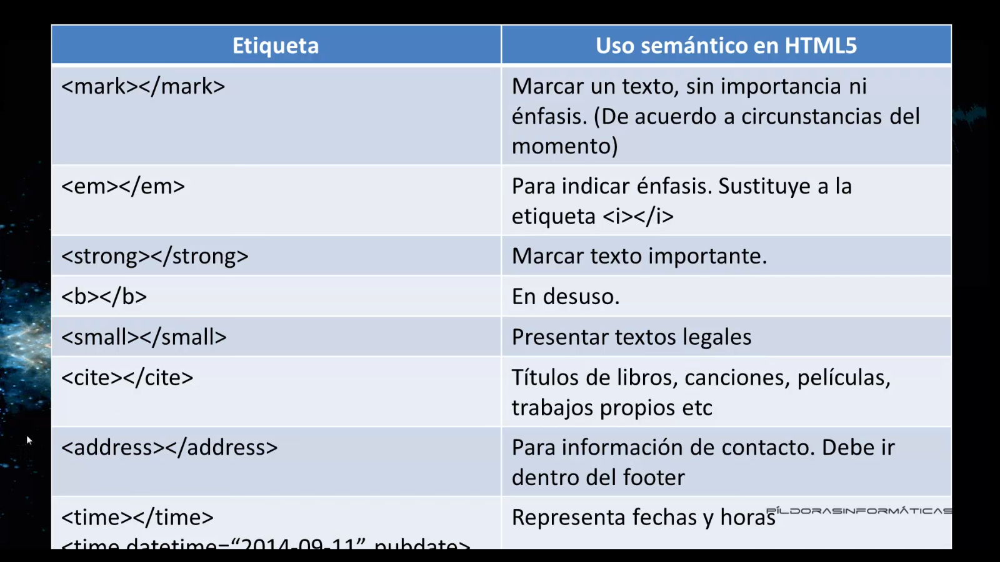 Etiqueta
Uso semántico en HTML5
<mark></mark>
Marcar un texto, sin importancia ni
énfasis. (De acuerdo a circunstancias del
momento)
<em></em>
Para indicar énfasis. Sustituye a la
etiqueta <i></i>
<strong></strong>
Marcar texto importante.
<b></b>
En desuso.
<small></small>
Presentar textos legales
<cite></cite>
Títulos de libros, canciones, películas,
trabajos propios etc
<address></address>
Para información de contacto. Debe ir
dentro del footer
<time></time>
Representa fechas y horas
PÍLDORASINFORMÁTICAS
<time datetime=“2014-09-11” pubdate>